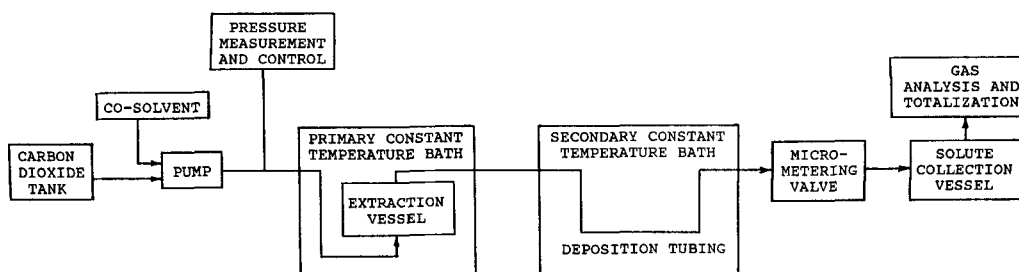 PRESSURE
MEASUREMENT
AND CONTROL
GAS
ANALYSIS AND
TOTALIZATION
CO-SOLVENT
PRIMARY CONSTANT
TEMPERATURE BATH
SECONDARY CONSTANT
TEMPERATURE BATH
CARBON
DIOXIDE
TANK
PUMP
MICRO-
METERING
VALVE
SOLUTE
COLLECTION
VESSEL
EXTRACTION
VESSEL
DEPOSITION TUBING